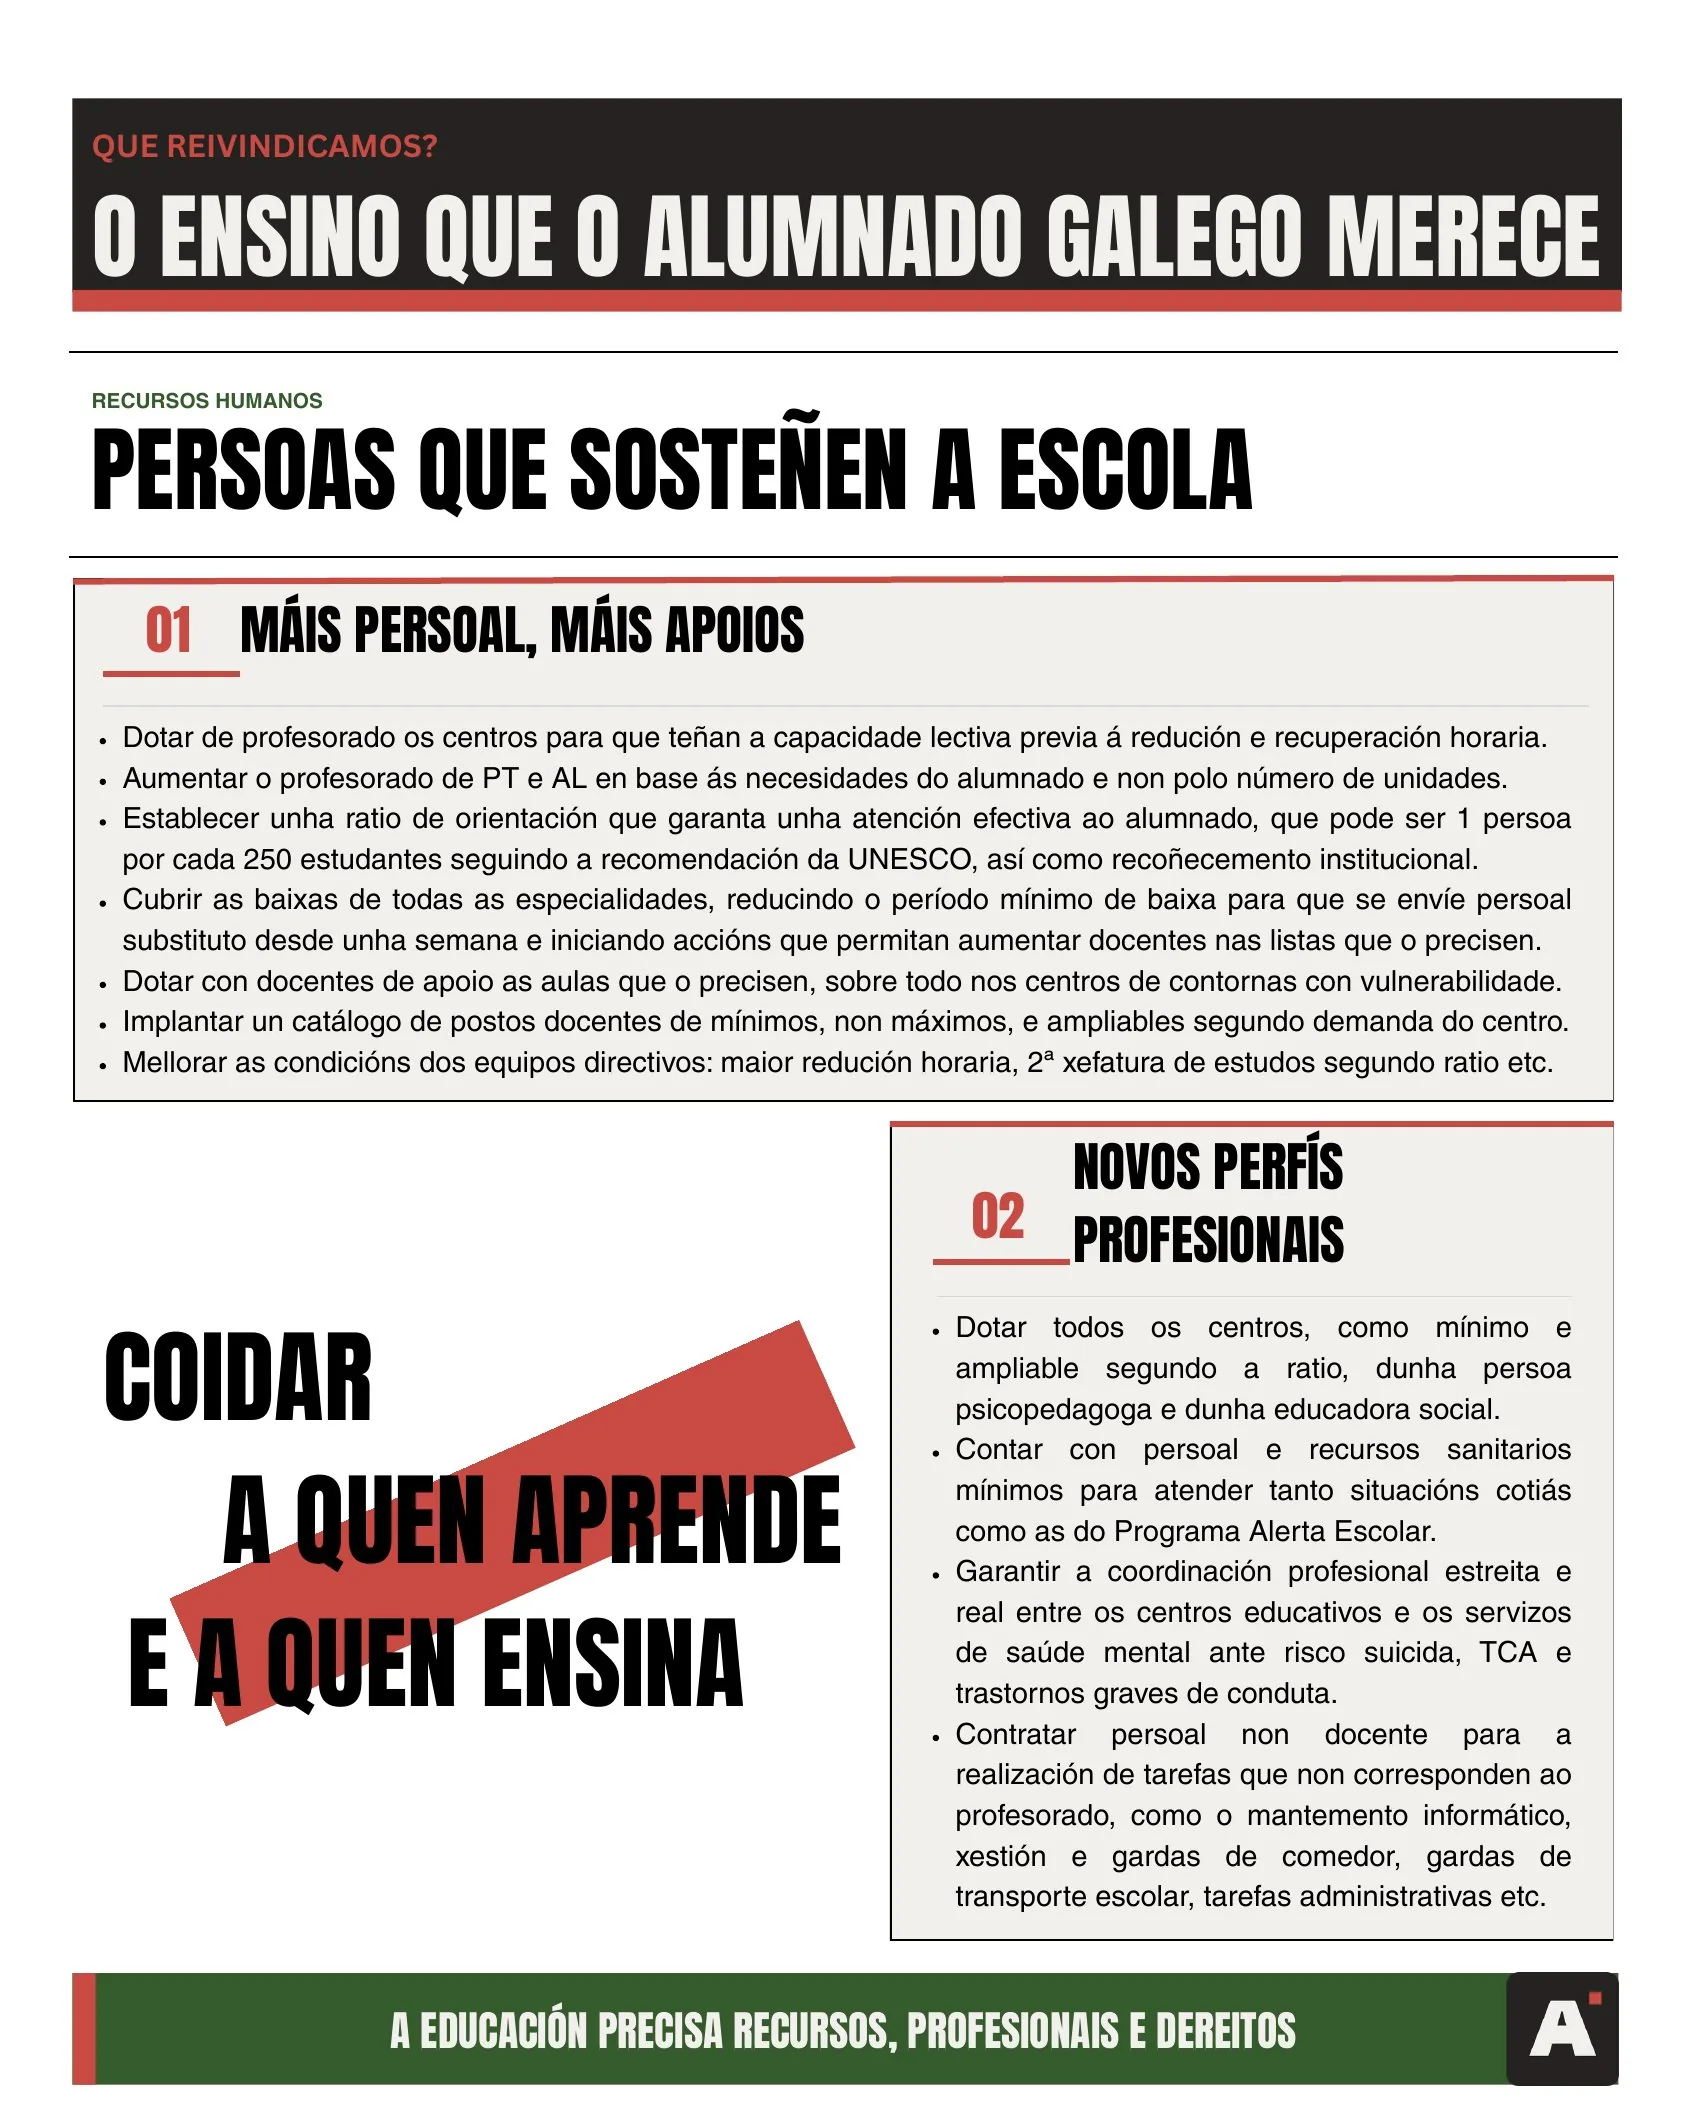 QUE REIVINDICAMOS?
O ENSINO QUE O ALUMNADO GALEGO MERECE
RECURSOS HUMANOS
PERSOAS QUE SOSTEÑEN A ESCOLA
01 MÁIS PERSOAL, MÁIS APOIOS
• Dotar de profesorado os centros para que teñan a capacidade lectiva previa á redución e recuperación horaria.
• Aumentar o profesorado de PT e AL en base ás necesidades do alumnado e non polo número de unidades.
• Establecer unha ratio de orientación que garanta unha atención efectiva ao alumnado, que pode ser 1 persoa
por cada 250 estudantes seguindo a recomendación da UNESCO, así como recoñecemento institucional.
• Cubrir as baixas de todas as especialidades, reducindo o período mínimo de baixa para que se envíe persoal
substituto desde unha semana e iniciando accións que permitan aumentar docentes nas listas que o precisen.
• Dotar con docentes de apoio as aulas que o precisen, sobre todo nos centros de contornas con vulnerabilidade.
• Implantar un catálogo de postos docentes de mínimos, non máximos, e ampliables segundo demanda do centro.
• Mellorar as condicións dos equipos directivos: maior redución horaria, 2ª xefatura de estudos segundo ratio etc.
COIDAR
A QUEN APRENDE
E A QUEN ENSINA
02 NOVOS PERFÍS
PROFESIONAIS
• Dotar todos os centros, como mínimo e
ampliable segundo a ratio, dunha persoa
psicopedagoga e dunha educadora social.
• Contar con persoal e recursos sanitarios
mínimos para atender tanto situacións cotiás
como as do Programa Alerta Escolar.
• Garantir a coordinación profesional estreita e
real entre os centros educativos e os servizos
de saúde mental ante risco suicida, TCA e
trastornos graves de conduta.
• Contratar persoal non docente para a
realización de tarefas que non corresponden ao
profesorado, como o mantemento informático,
xestión e gardas de comedor, gardas de
transporte escolar, tarefas administrativas etc.
A EDUCACIÓN PRECISA RECURSOS, PROFESIONAIS E DEREITOS
A